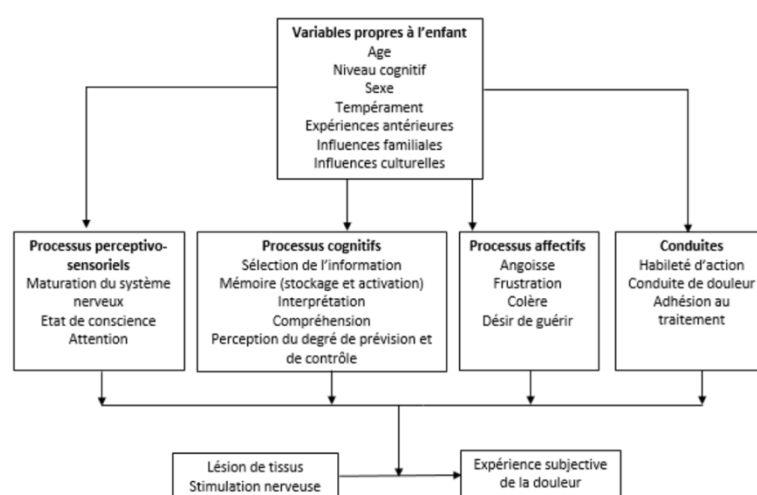 Variables propres à l'enfant
Age
Niveau cognitif
Sexe
Tempérament
Expériences antérieures
Influences familiales
Influences culturelles
Processus perceptivo-
sensoriels
Maturation du système
nerveux
Etat de conscience
Attention
Processus cognitifs
Sélection de l'information
Mémoire (stockage et activation)
Interprétation
Compréhension
Perception du degré de prévision et
de contrôle
Processus affectifs
Angoisse
Frustration
Colère
Désir de guérir
Conduites
Habileté d'action
Conduite de douleur
Adhésion au
traitement
Lésion de tissus
Stimulation nerveuse
Expérience subjective
de la douleur